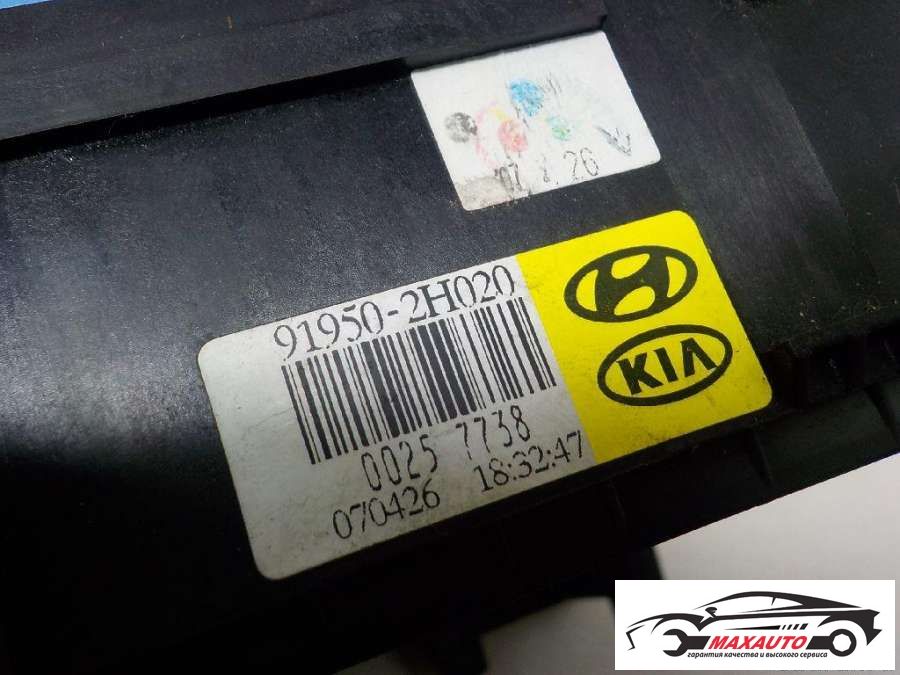 91950-2H020
0025 7738
070426 18:32:47
KIA
MAXAUTO
гарантия качества и высокого сервиса